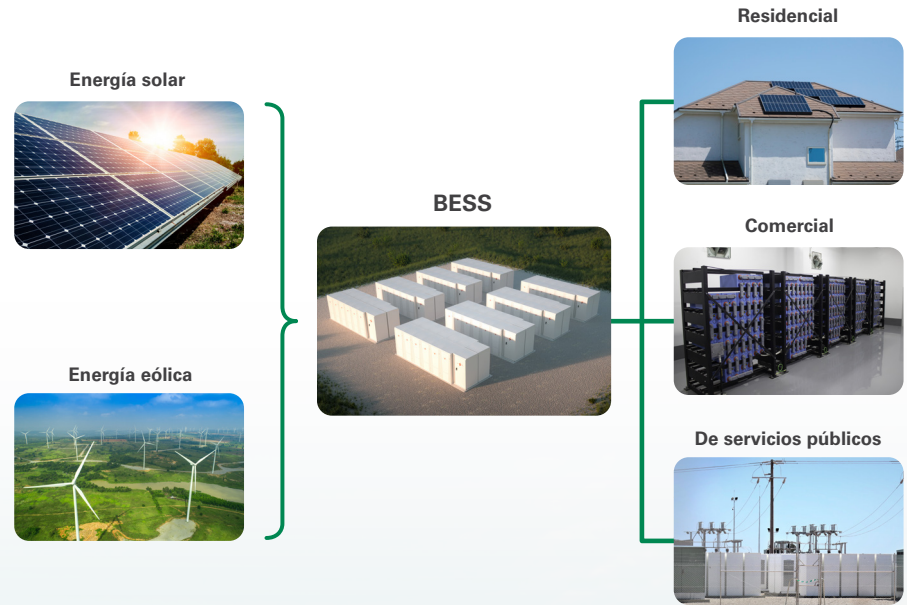 Energía solar
Energía eólica
BESS
Residencial
Comercial
De servicios públicos